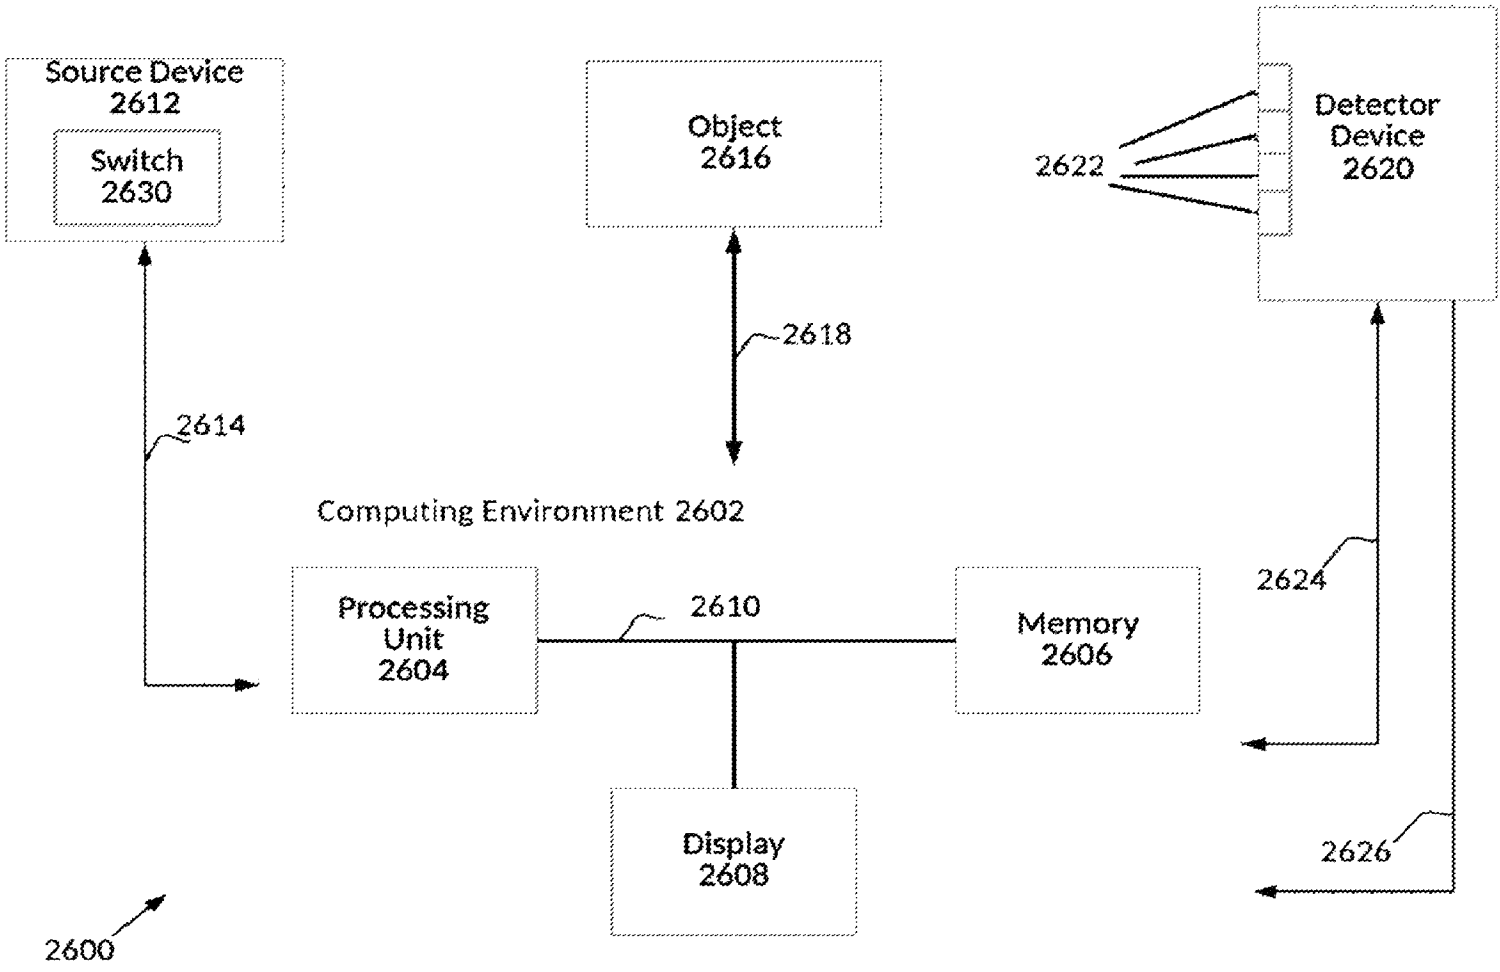 Source Device
2612
Switch
2630
Object
2616
Detector
Device
2620
2622
2618
2614
Computing Environment 2602
2624
Processing
Unit
2604
2610
Memory
2606
Display
2608
2626
2600